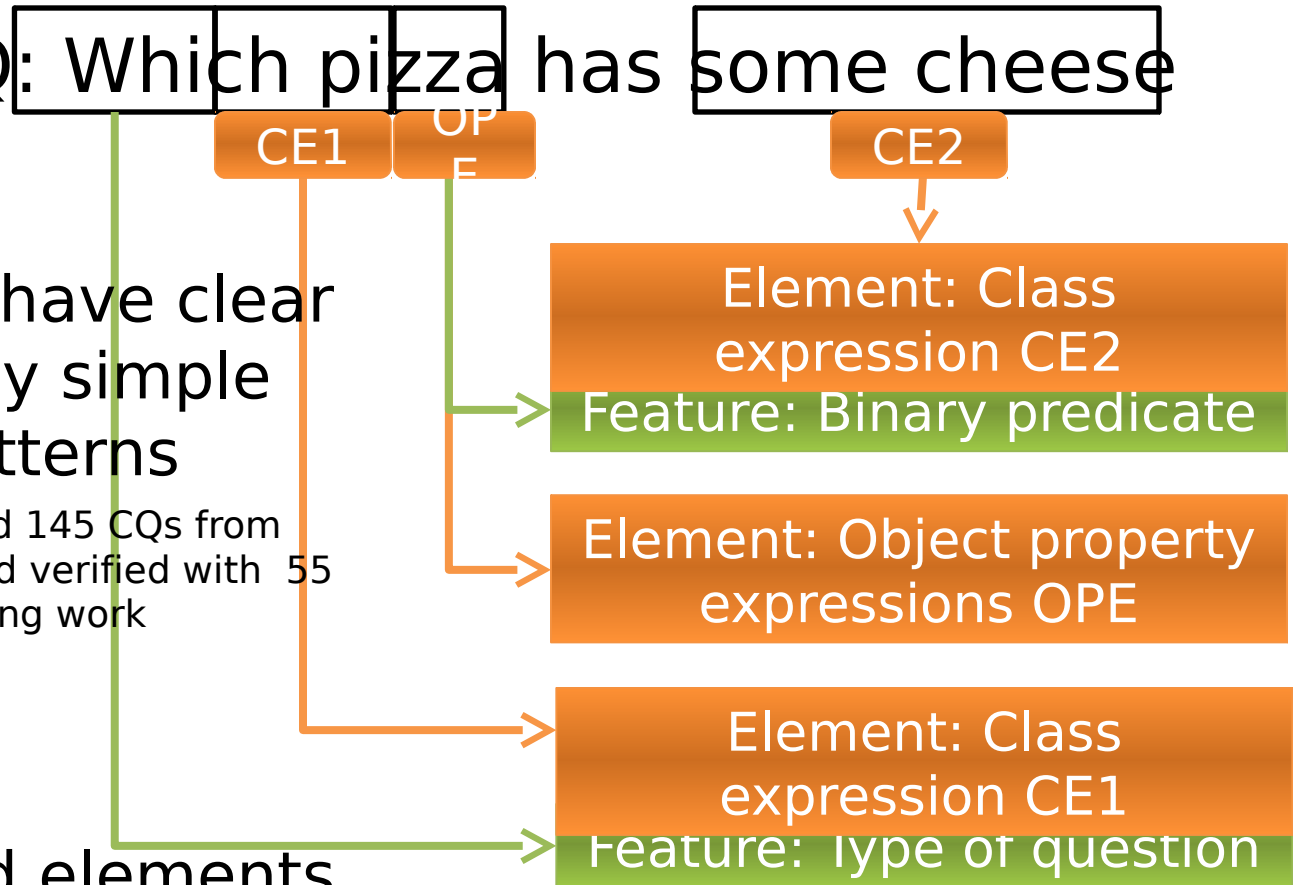 : Which pizza has some cheese
CE1
OPE
CE2
have clear
y simple
tterns
d 145 CQs from
d verified with 55
ng work
Element: Class
expression CE2
Feature: Binary predicate
Element: Object property
expressions OPE
Element: Class
expression CE1
Feature: Type of question
d elements